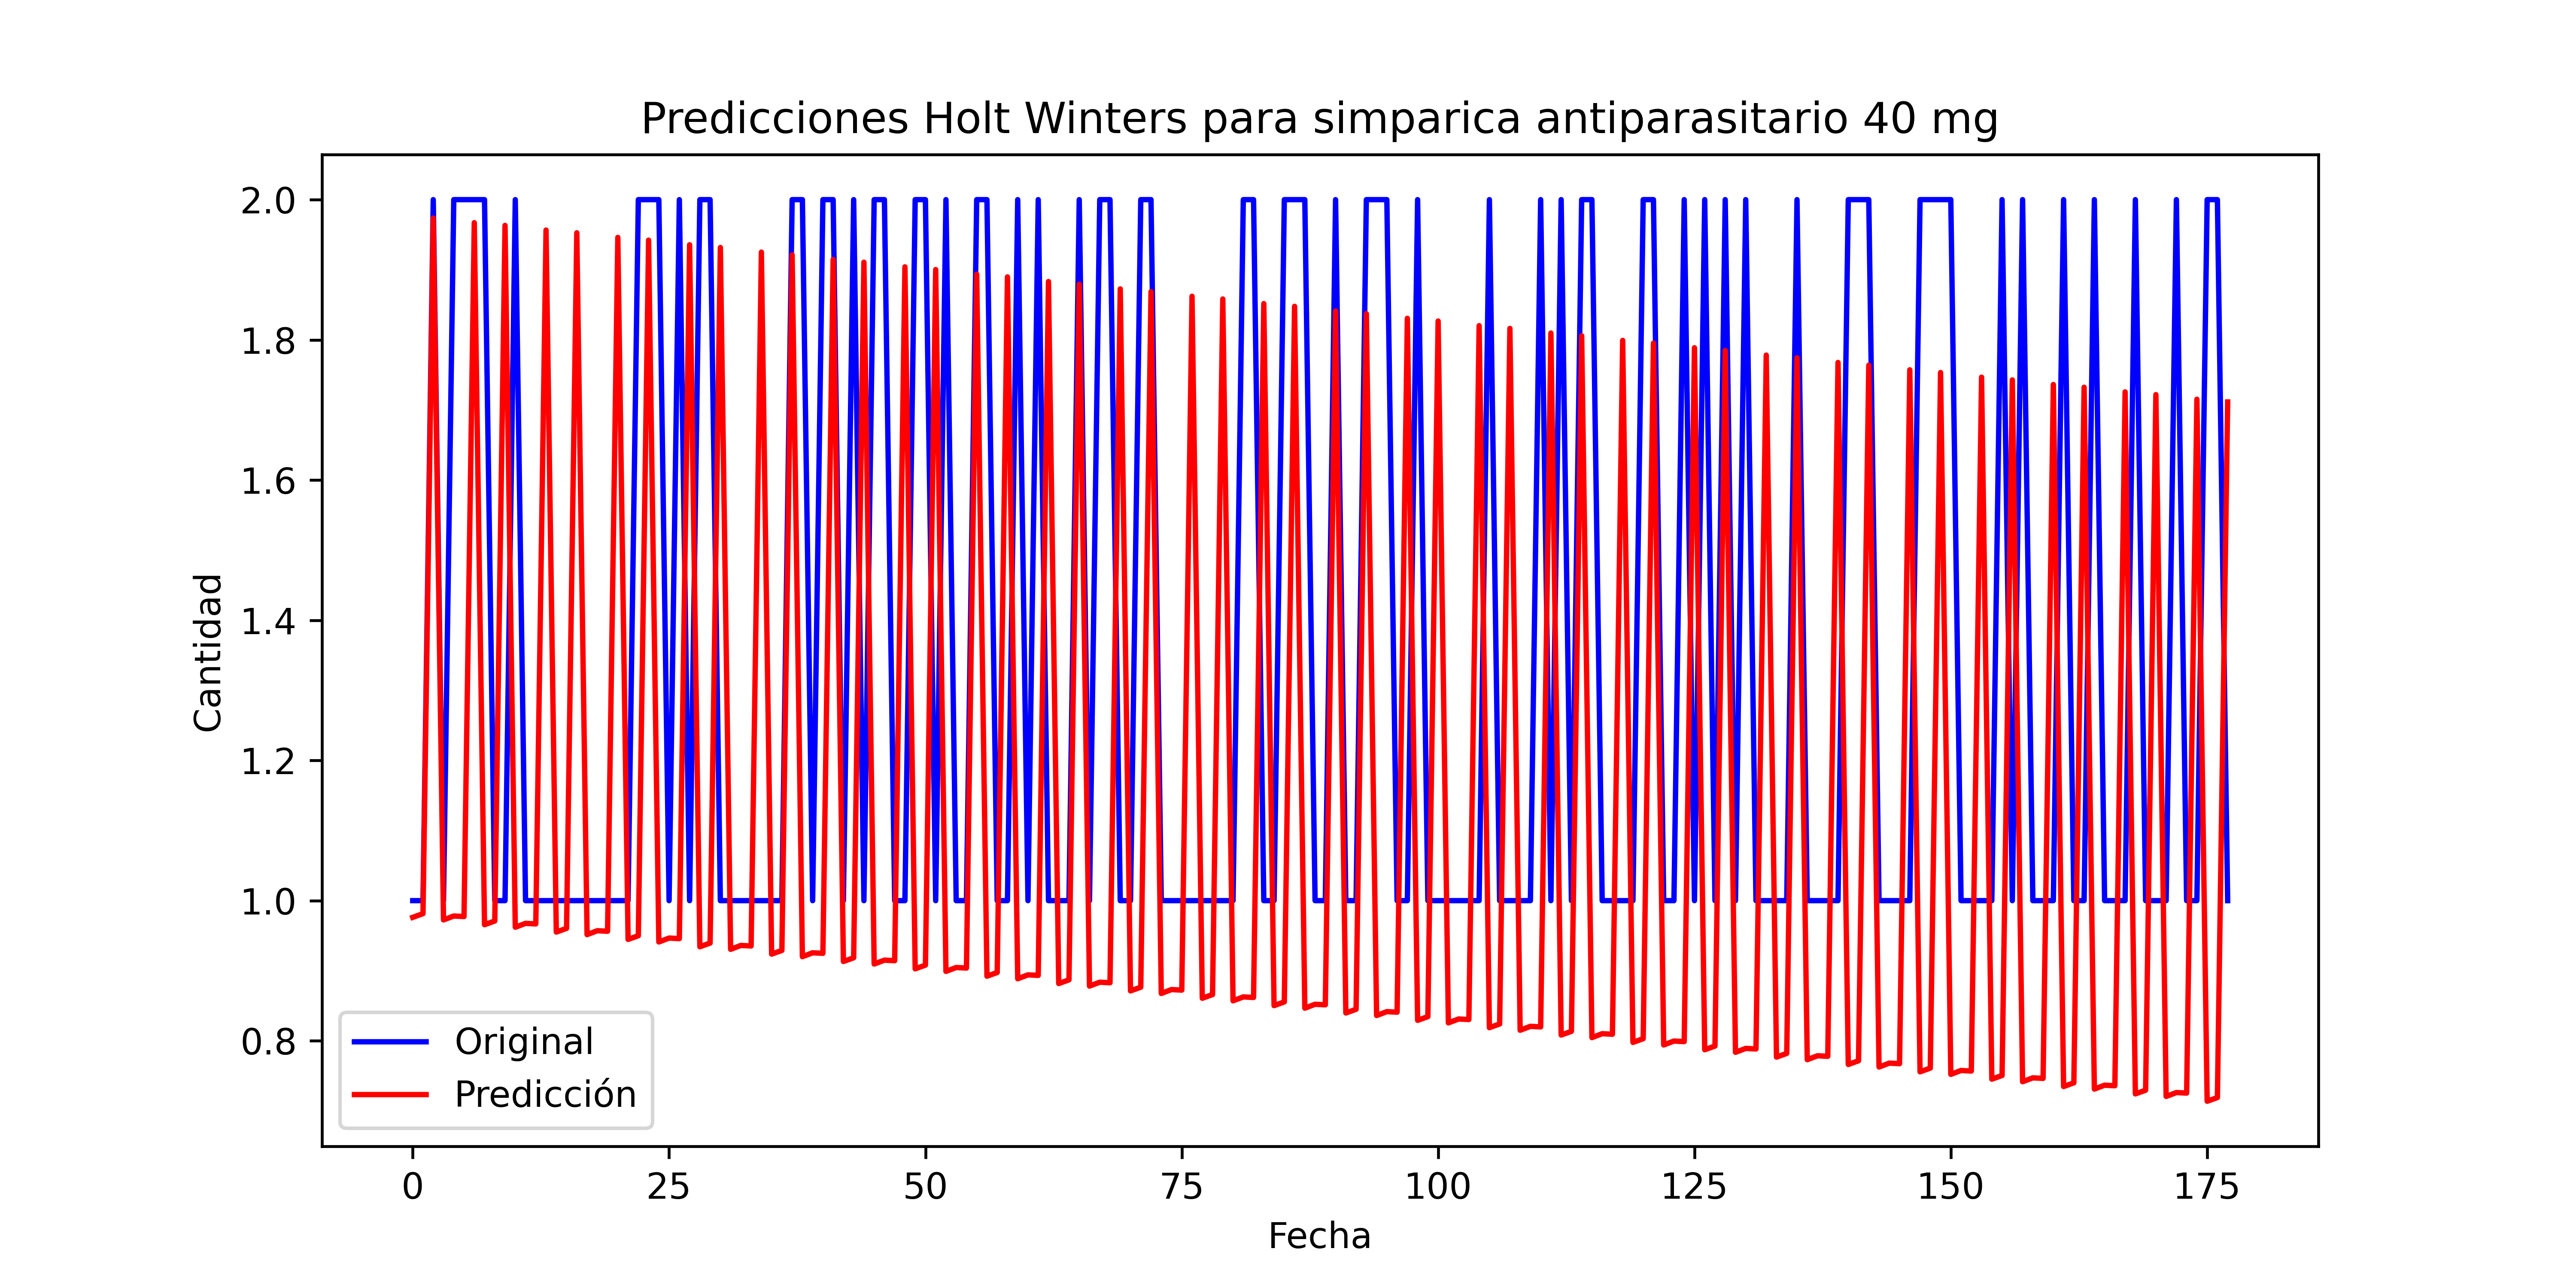 Predicciones Holt Winters para simparica antiparasitario 40 mg
Cantidad
2.0
1.8
1.6
1.4
1.2
1.0
0.8
Original
Predicción
0 25 50 75 100 125 150 175
Fecha